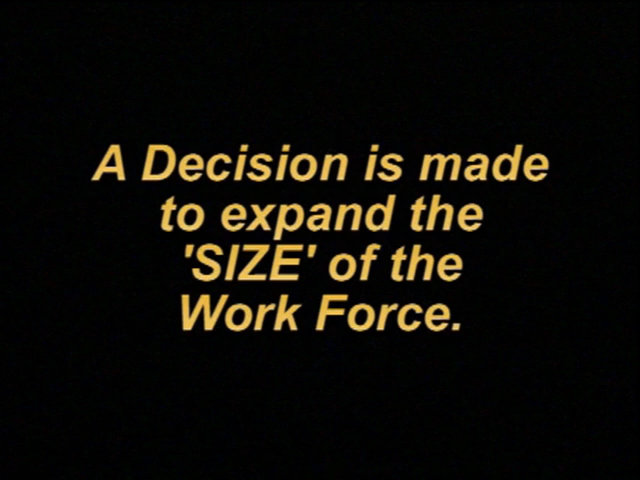 A Decision is made
to expand the
'SIZE' of the
Work Force.